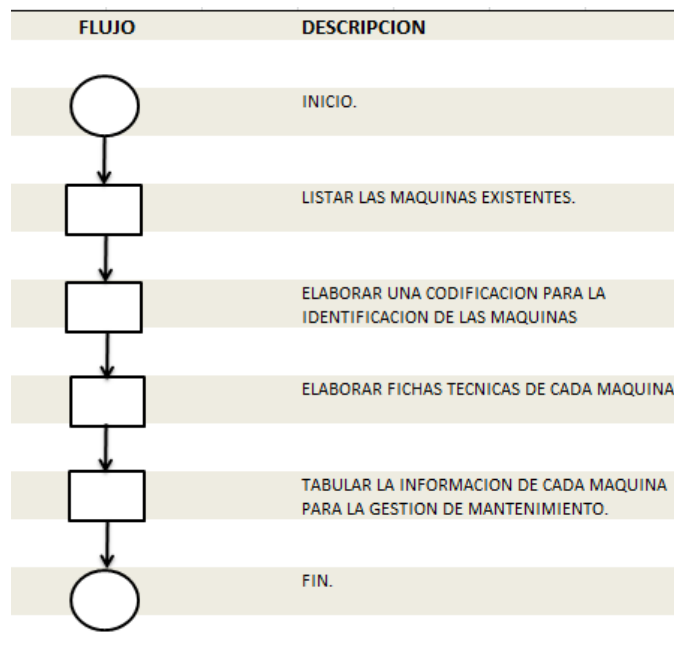 FLUJO DESCRIPCION
INICIO.
LISTAR LAS MAQUINAS EXISTENTES.
ELABORAR UNA CODIFICACION PARA LA
IDENTIFICACION DE LAS MAQUINAS
ELABORAR FICHAS TECNICAS DE CADA MAQUINA
TABULAR LA INFORMACION DE CADA MAQUINA
PARA LA GESTION DE MANTENIMIENTO.
FIN.